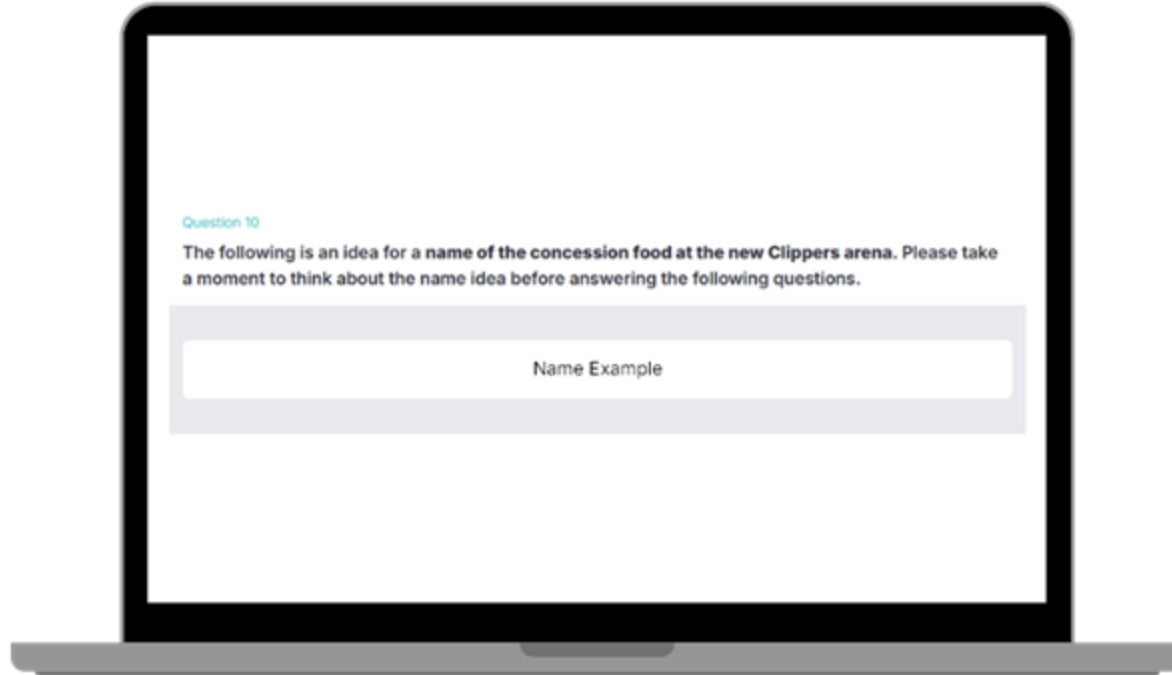 Question 10
The following is an idea for a name of the concession food at the new Clippers arena. Please take
a moment to think about the name idea before answering the following questions.
Name Example